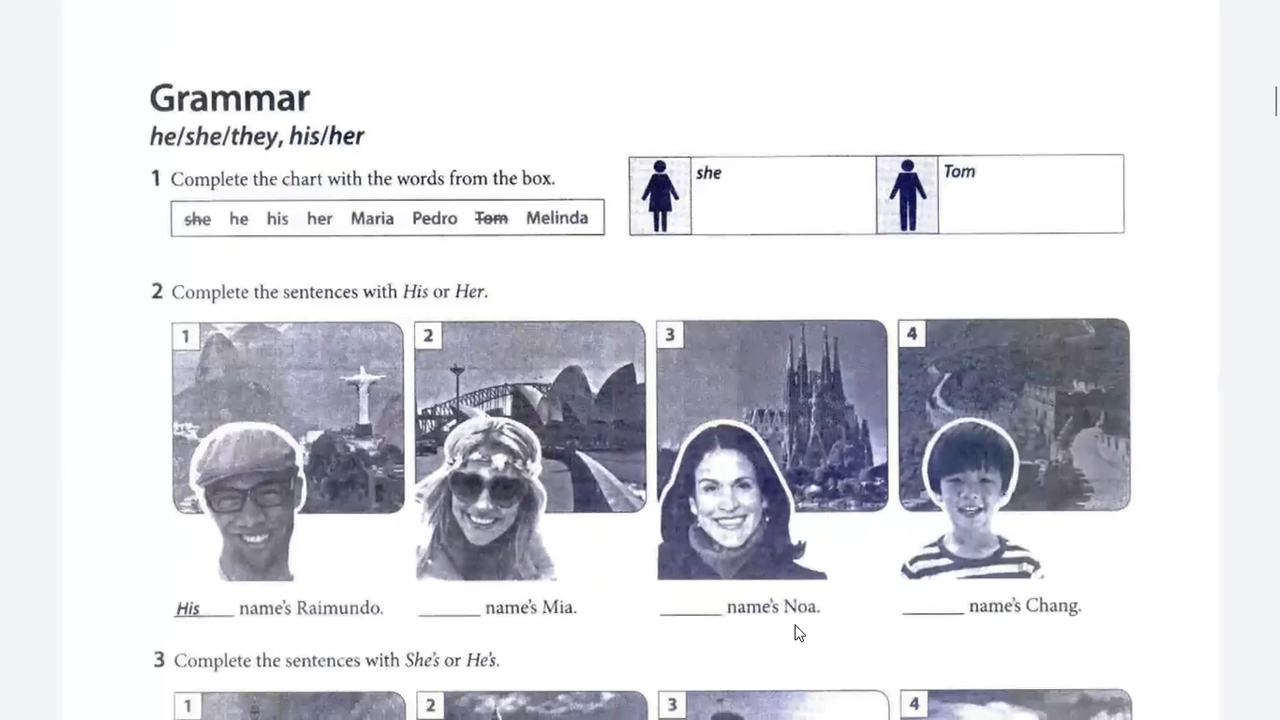 Grammar
he/she/they, his/her
1 Complete the chart with the words from the box.
she he his her Maria Pedro Tom Melinda
she
Tom
2 Complete the sentences with His or Her.
1
2
3
4
His name's Raimundo.
______ name's Mia.
______ name's Noa.
______ name's Chang.
3 Complete the sentences with She's or He's.
1
2
3
4